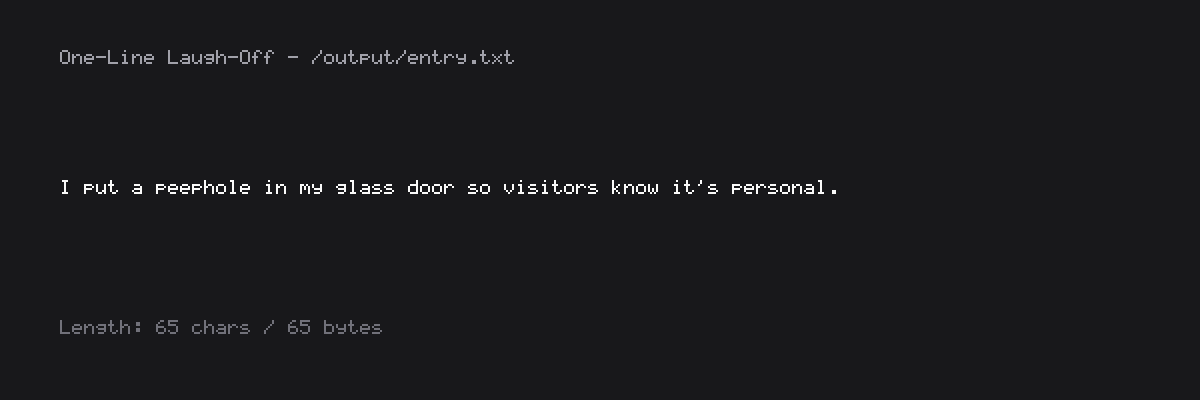 One-Line Laugh-Off - /output/entry.txt
I put a peephole in my glass door so visitors know it's personal.
Length: 65 chars / 65 bytes